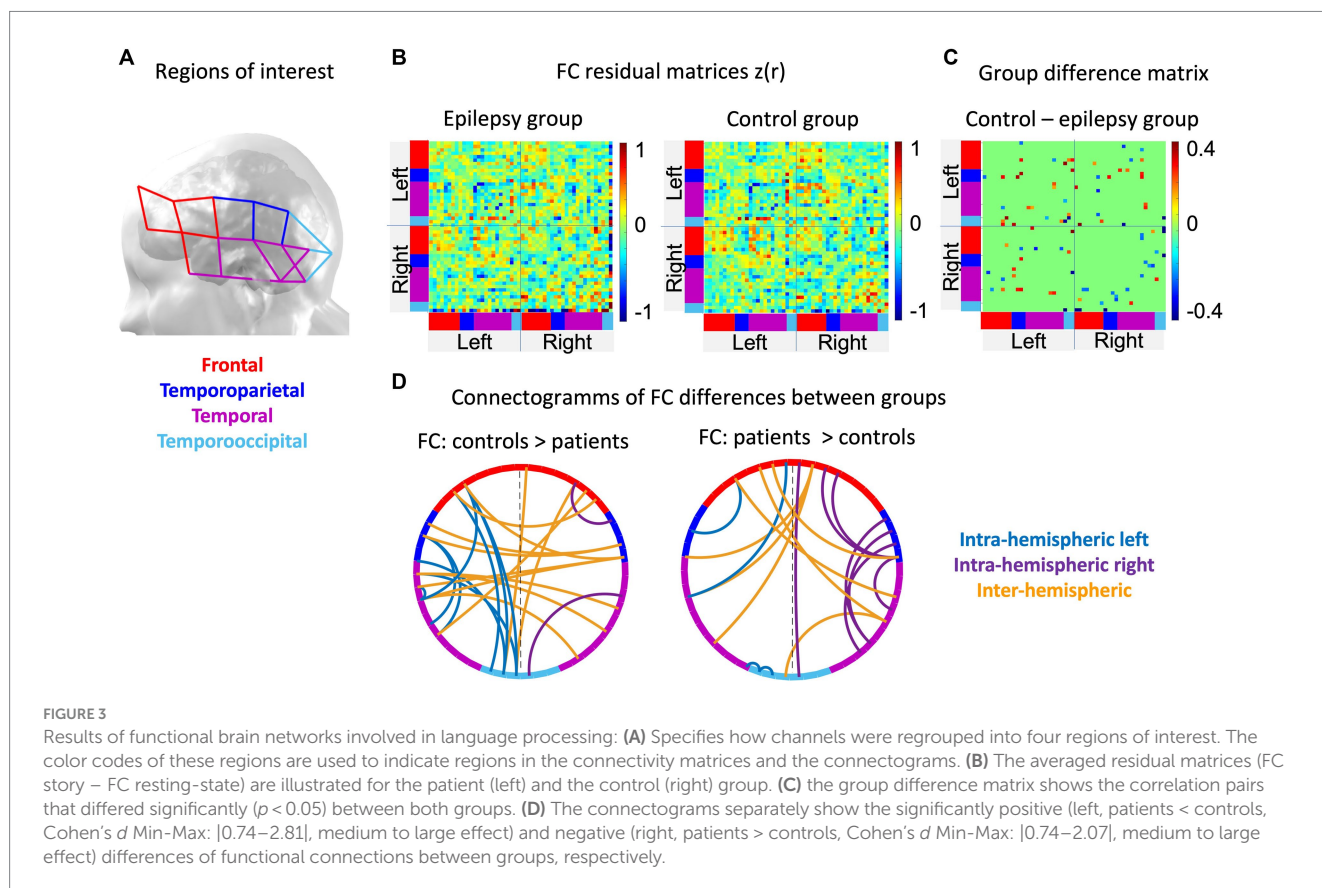 A
Regions of interest
Frontal
Temporoparietal
Temporal
Temporooccipital
B
FC residual matrices z(r)
Epilepsy group
Control group
Left
Right
Left
Right
1
0
-1
Left
Right
Left
Right
1
0
-1
C
Group difference matrix
Control – epilepsy group
Left
Right
Left
Right
0.4
0
-0.4
D
Connectogramms of FC differences between groups
FC: controls > patients
FC: patients > controls
Intra-hemispheric left
Intra-hemispheric right
Inter-hemispheric
FIGURE 3
Results of functional brain networks involved in language processing: (A) Specifies how channels were regrouped into four regions of interest. The
color codes of these regions are used to indicate regions in the connectivity matrices and the connectograms. (B) The averaged residual matrices (FC
story – FC resting-state) are illustrated for the patient (left) and the control (right) group. (C) the group difference matrix shows the correlation pairs
that differed significantly (p < 0.05) between both groups. (D) The connectograms separately show the significantly positive (left, patients < controls,
Cohen's d Min-Max: |0.74–2.81|, medium to large effect) and negative (right, patients > controls, Cohen's d Min-Max: |0.74–2.07|, medium to large
effect) differences of functional connections between groups, respectively.